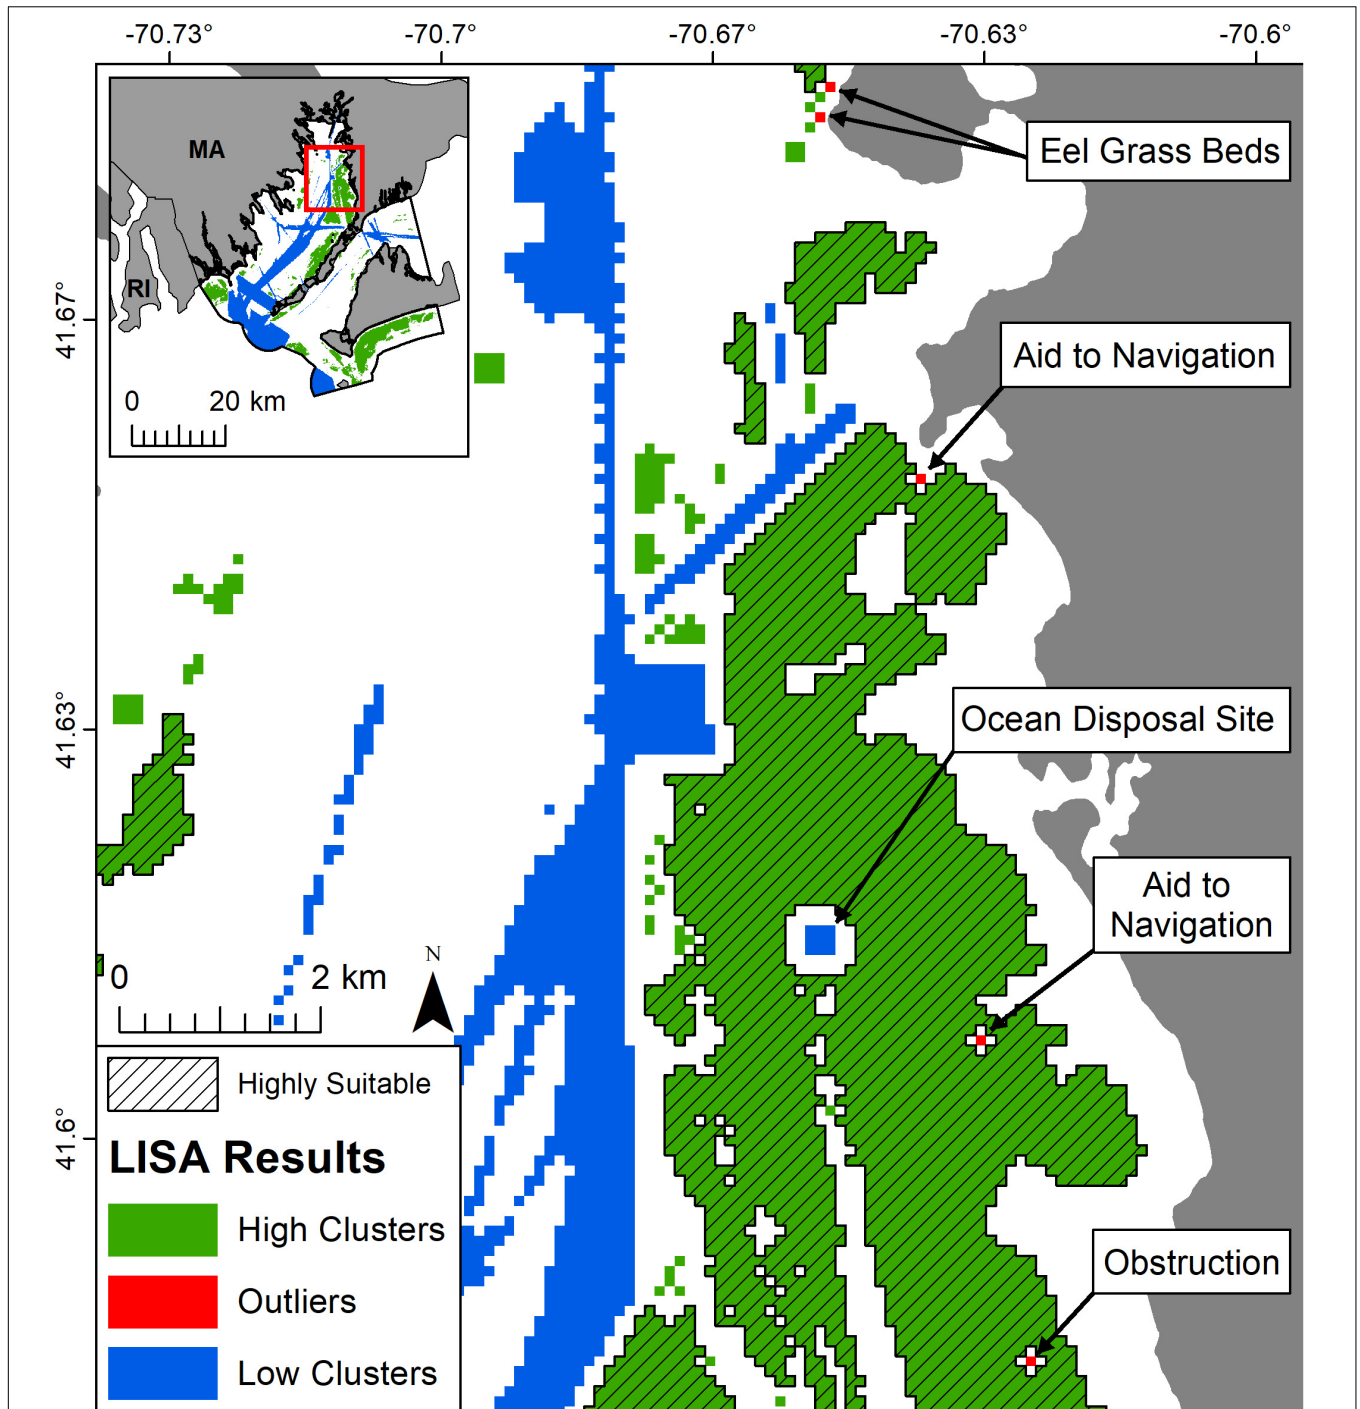 -70.73°
-70.7°
-70.67°
-70.63°
-70.6°
MA
RI
0
20 km
Eel Grass Beds
41.67°
Aid to Navigation
41.63°
Ocean Disposal Site
Aid to
Navigation
0
2 km
N
41.6°
Highly Suitable
LISA Results
High Clusters
Outliers
Low Clusters
Obstruction